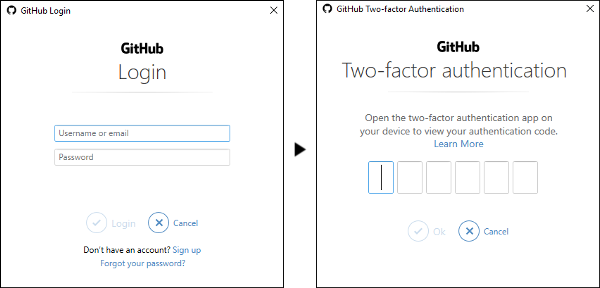 GitHub Login
GitHub
Login
Username or email
Password
Login
Cancel
Don't have an account? Sign up
Forgot your password?
GitHub Two-factor Authentication
GitHub
Two-factor authentication
Open the two-factor authentication app on
your device to view your authentication code.
Learn More
Ok
Cancel